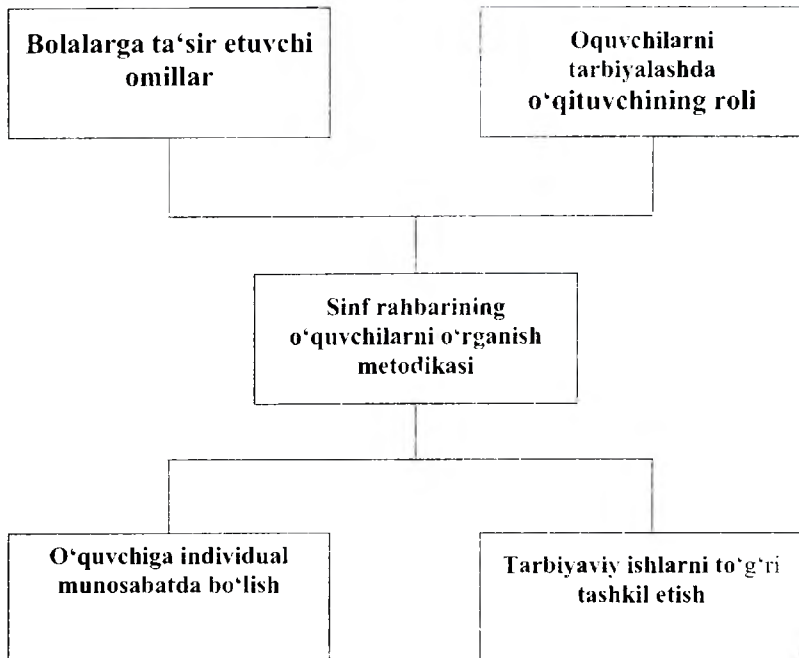 Bolalarga ta‘sir etuvchi
omillar
Oquvchilarni
tarbiyalashda
o‘qituvchining roli
Sinf rahbarining
o‘quvchilarni o‘rganish
metodikasi
O‘quvchiga individual
munosabatda bo‘lish
Tarbiyaviy ishlarni to‘g‘ri
tashkil etish